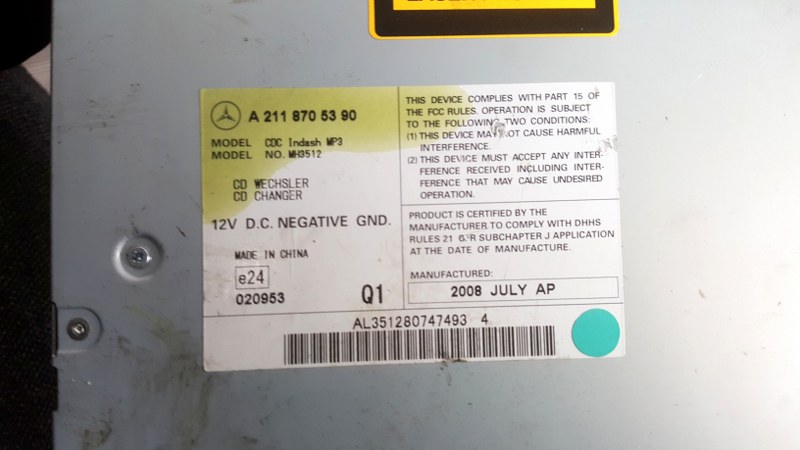 A 211 870 53 90
MODEL CDC Indash MP3
MODEL NO. MH3512
CD WECHSLER
CD CHANGER
12V D.C. NEGATIVE GND.
MADE IN CHINA
e24
020953
Q1
THIS DEVICE COMPLIES WITH PART 15 OF
THE FCC RULES. OPERATION IS SUBJECT
TO THE FOLLOWING TWO CONDITIONS:
(1) THIS DEVICE MAY NOT CAUSE HARMFUL
INTERFERENCE.
(2) THIS DEVICE MUST ACCEPT ANY INTER-
FERENCE RECEIVED INCLUDING INTER-
FERENCE THAT MAY CAUSE UNDESIRED
OPERATION.
PRODUCT IS CERTIFIED BY THE
MANUFACTURER TO COMPLY WITH DHHS
RULES 21 CFR SUBCHAPTER J APPLICATION
AT THE DATE OF MANUFACTURE.
MANUFACTURED:
2008 JULY AP
AL351280747493 4